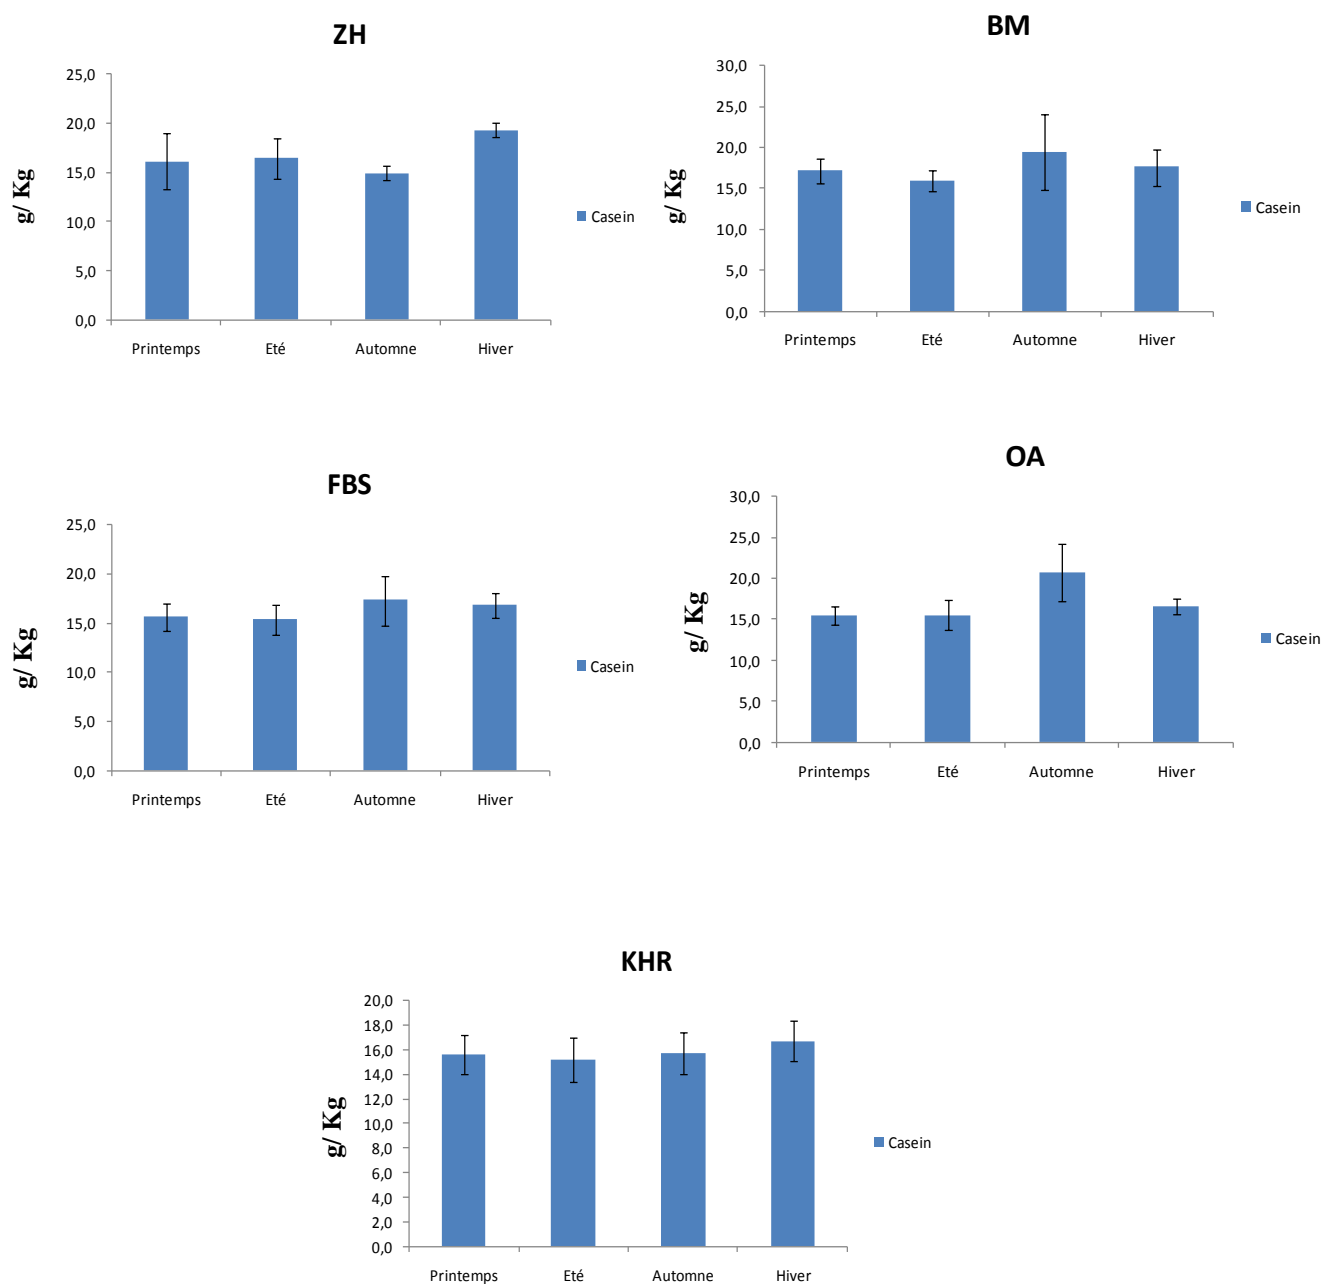 ZH
25,0
20,0
15,0
10,0
5,0
0,0
g/ Kg
Printemps Eté Automne Hiver
Casein
BM
30,0
25,0
20,0
15,0
10,0
5,0
0,0
g/ Kg
Printemps Eté Automne Hiver
Casein
FBS
25,0
20,0
15,0
10,0
5,0
0,0
g/ Kg
Printemps Eté Automne Hiver
Casein
OA
30,0
25,0
20,0
15,0
10,0
5,0
0,0
g/ Kg
Printemps Eté Automne Hiver
Casein
KHR
20,0
18,0
16,0
14,0
12,0
10,0
8,0
6,0
4,0
2,0
0,0
g/ Kg
Printemps Eté Automne Hiver
Casein